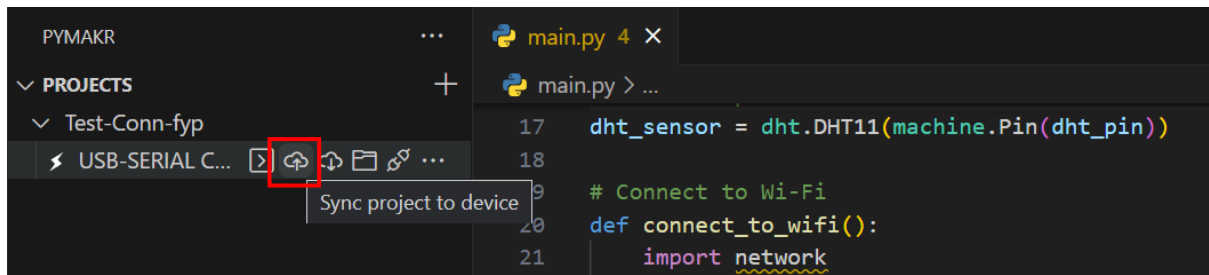 PYMAKR ...
PROJECTS
Test-Conn-fyp
USB-SERIAL C... ...
Sync project to device
main.py 4
main.py > ...
17 dht_sensor = dht.DHT11(machine.Pin(dht_pin))
18
9 # Connect to Wi-Fi
20 def connect_to_wifi():
21 import network